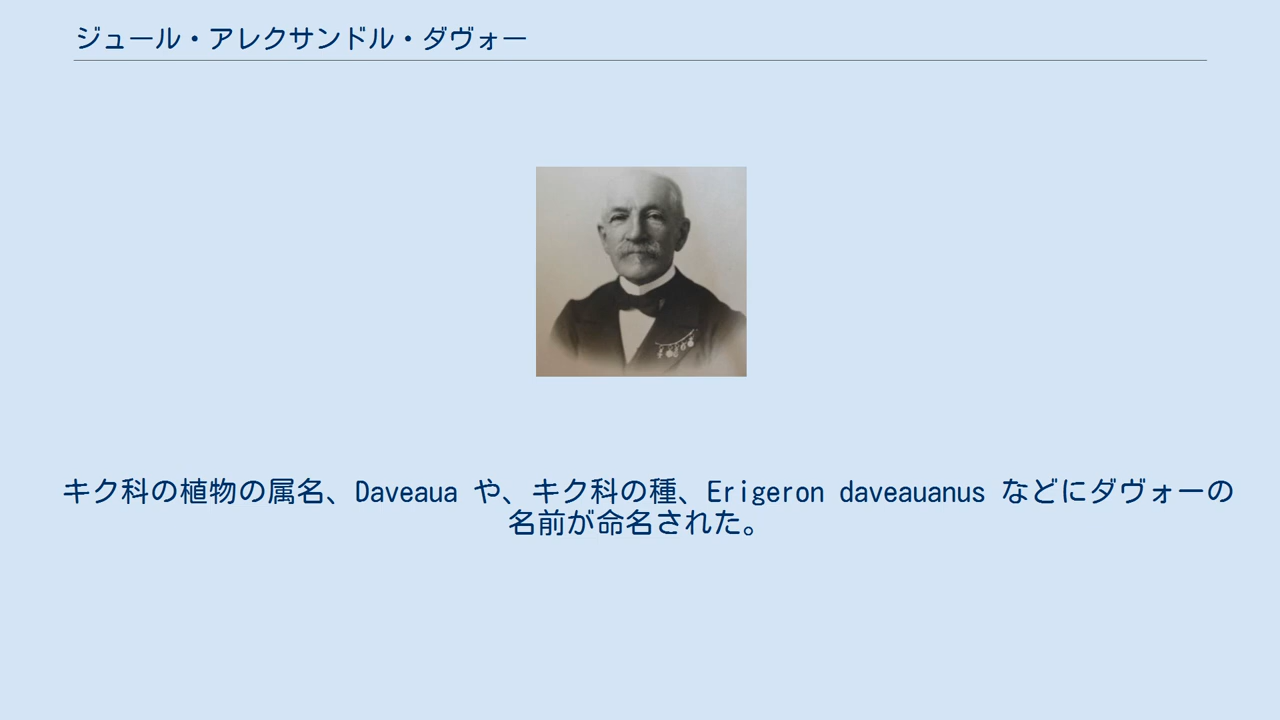 ジュール・アレクサンドル・ダヴォー
キク科の植物の属名、Daveaua や、キク科の種、Erigeron daveauanus などにダヴォーの
名前が命名された。